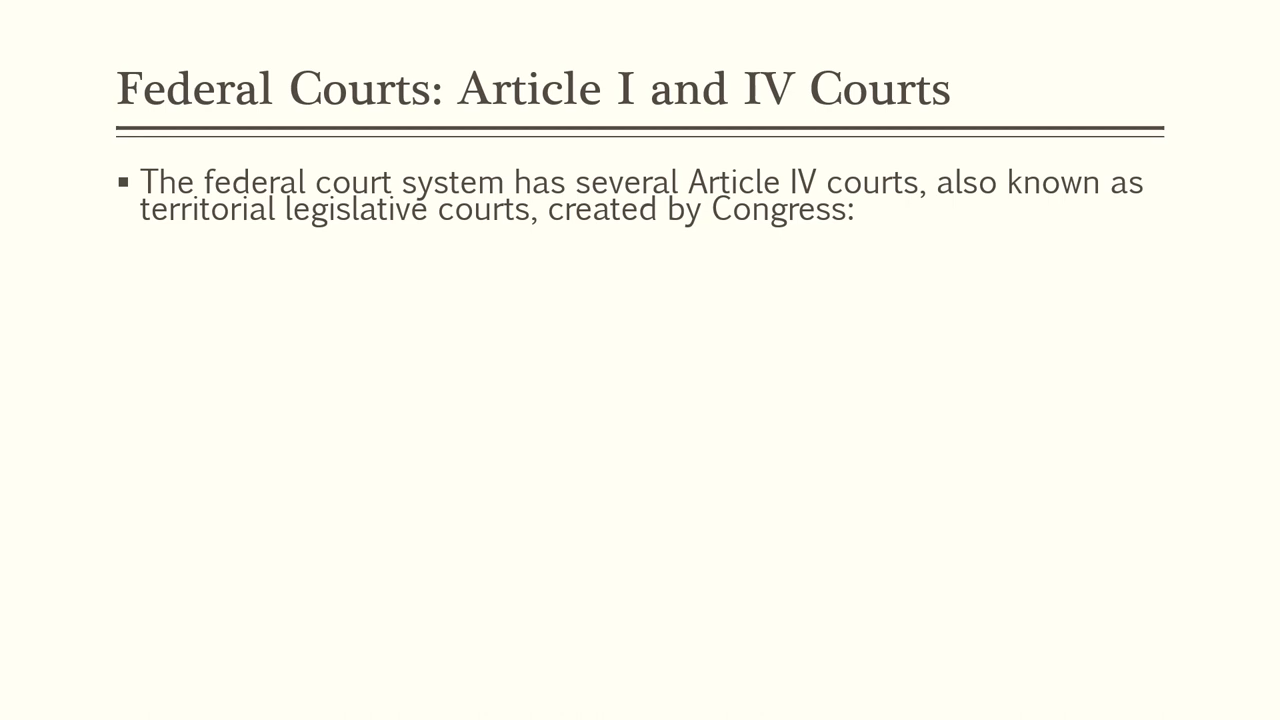 Federal Courts: Article I and IV Courts
▪ The federal court system has several Article IV courts, also known as
territorial legislative courts, created by Congress: